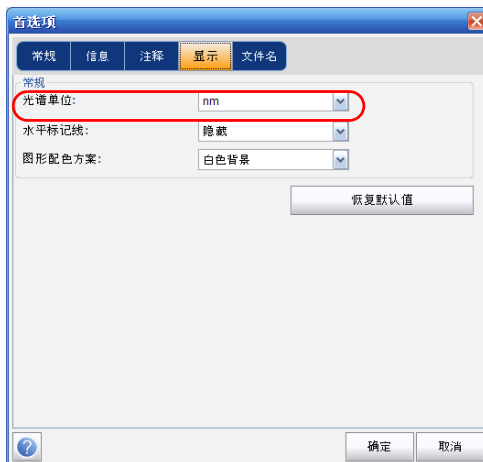 首选项
常规 信息 注释 显示 文件名
常规
光谱单位: nm
水平标记线: 隐藏
图形配色方案: 白色背景
恢复默认值
? 确定 取消